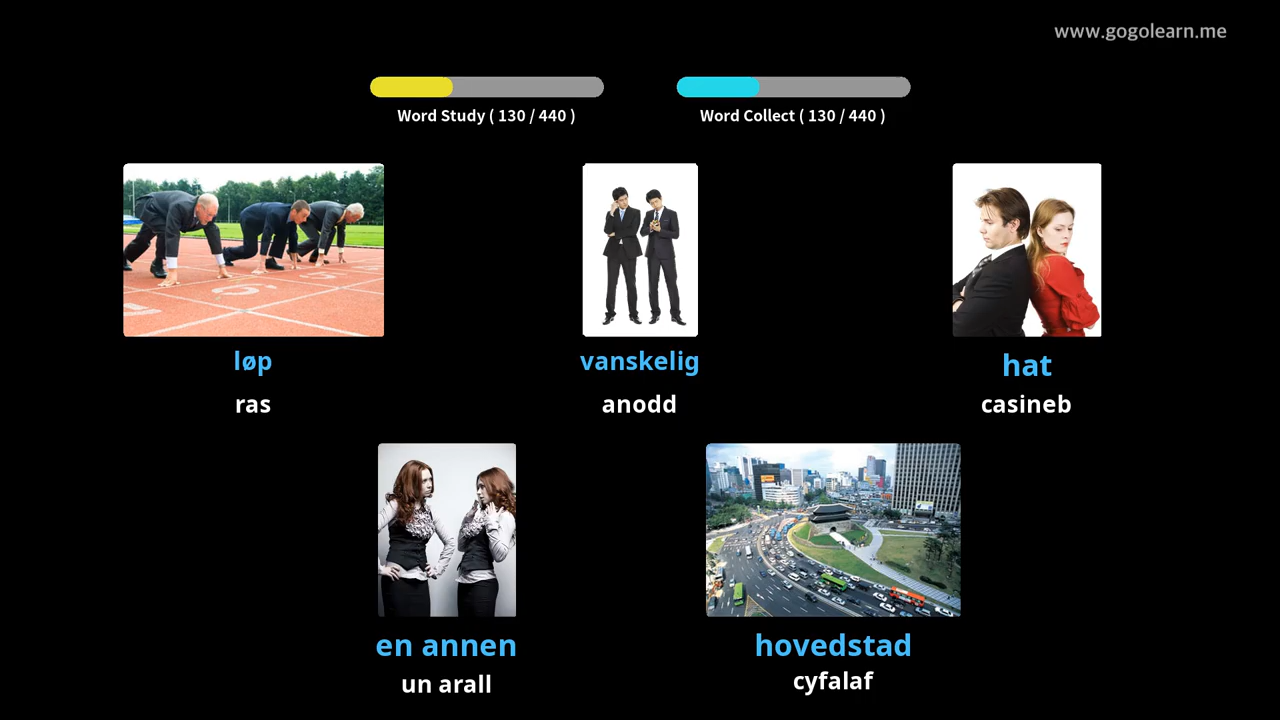 www.gogolearn.me
Word Study ( 130 / 440 )
Word Collect ( 130 / 440 )
løp
vanskelig
hat
ras
anodd
casineb
en annen
hovedstad
un arall
cyfalaf